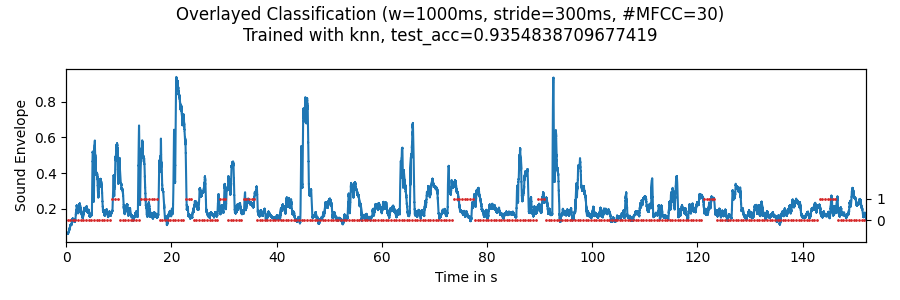 Overlayed Classification (w=1000ms, stride=300ms, #MFCC=30)
Trained with knn, test_acc=0.9354838709677419
Sound Envelope
0.8
0.6
0.4
0.2
1
0
0 20 40 60 80 100 120 140
Time in s